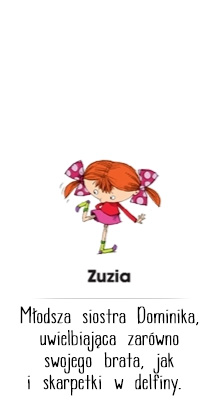 Zuzia
Młodsza siostra Dominika,
uwielbiająca zarówno
swojego brata, jak
i skarpetki w delfiny.